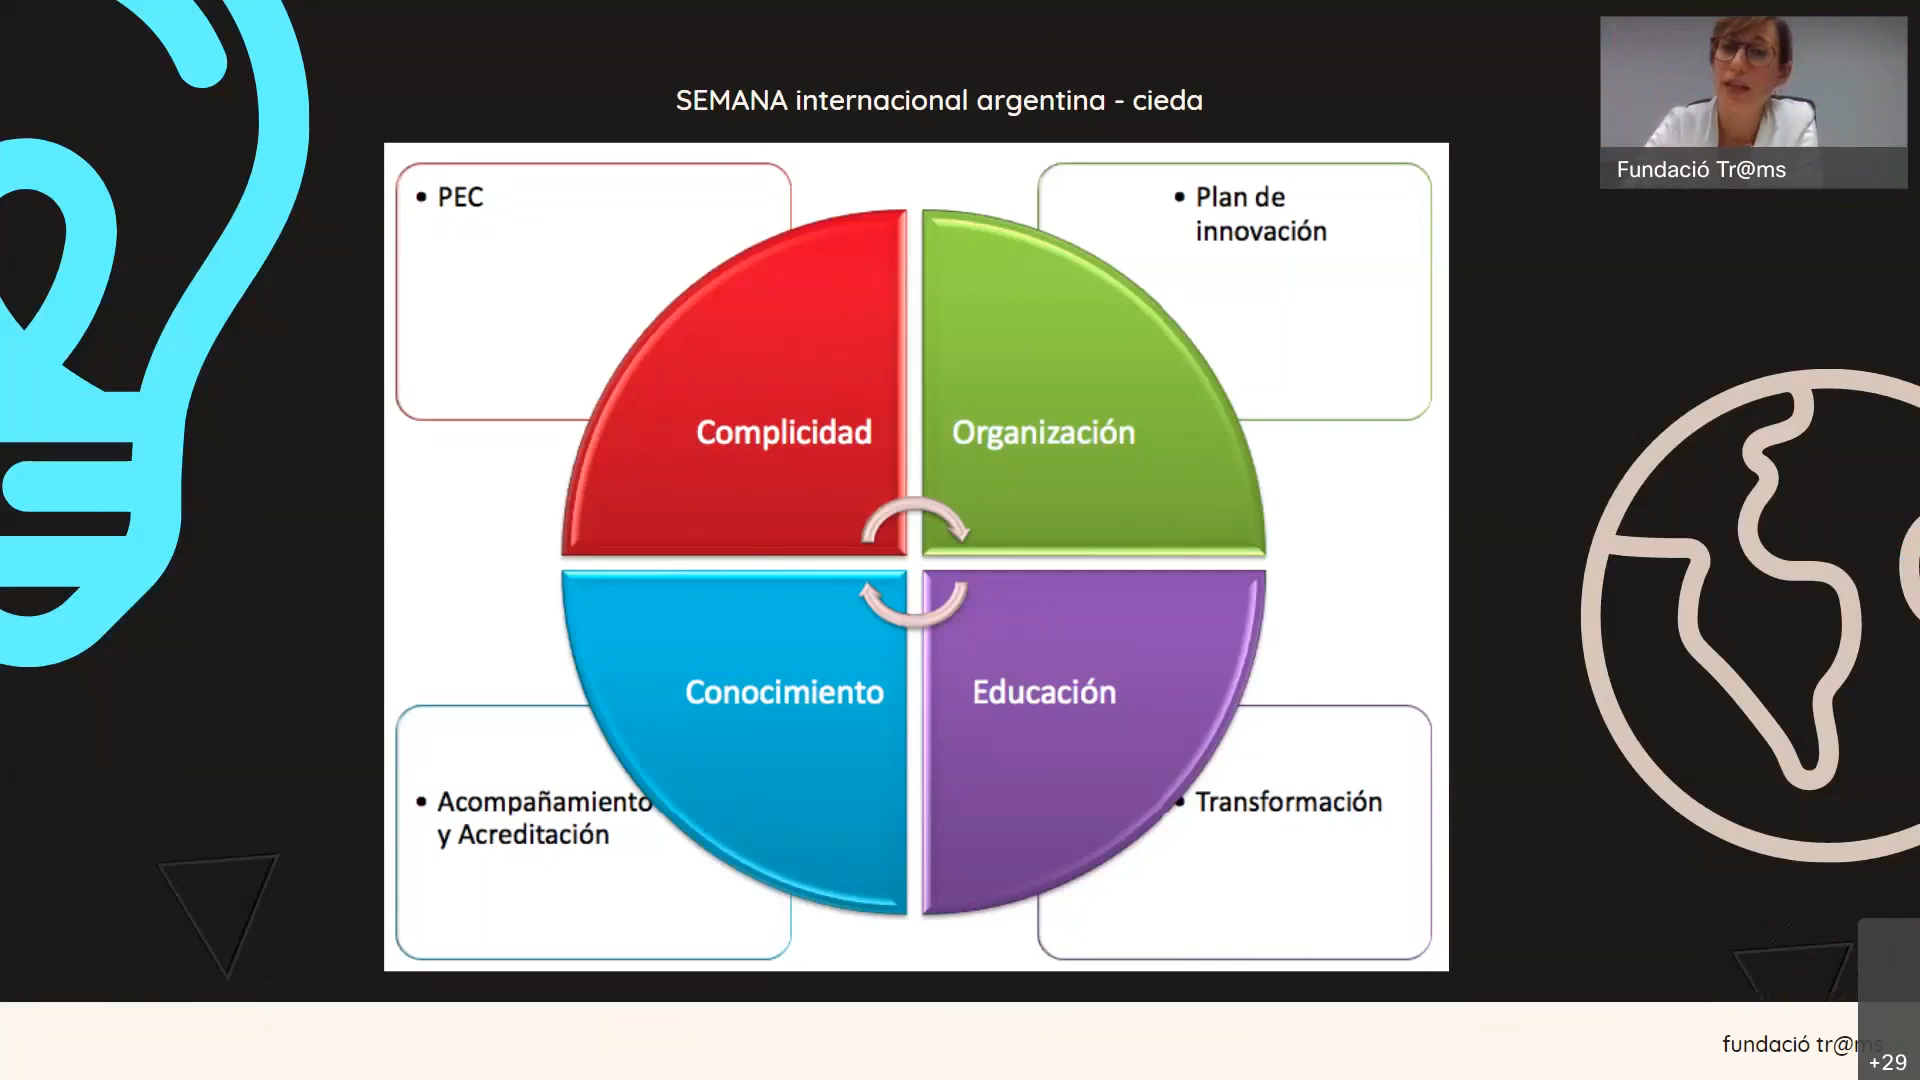 SEMANA internacional argentina - cieda
Fundació Tr@ms
• PEC
• Plan de
innovación
Complicidad
Organización
Conocimiento
Educación
• Acompañamiento
y Acreditación
• Transformación
fundació tr@ms
+29